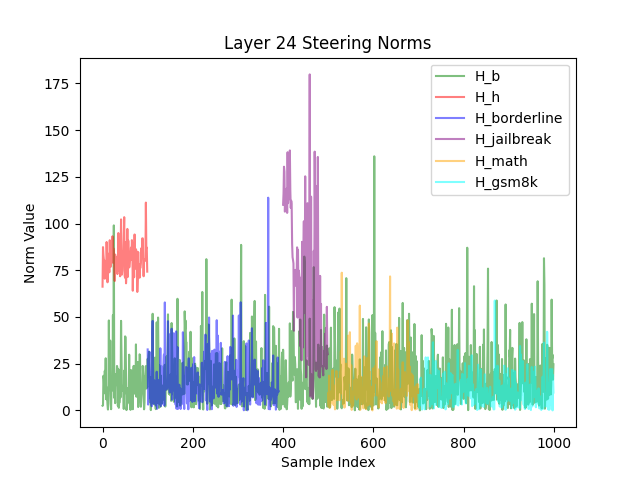 Layer 24 Steering Norms
H_b
H_h
H_borderline
H_jailbreak
H_math
H_gsm8k
Norm Value
175
150
125
100
75
50
25
0
0
200
400
600
800
1000
Sample Index